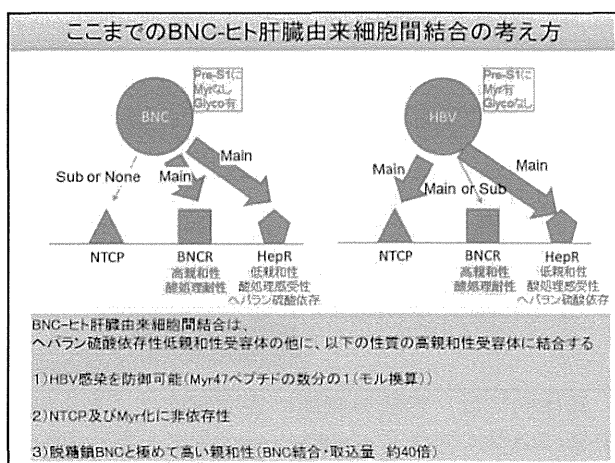 ここまでのBNC-ヒト肝臓由来細胞間結合の考え方
Pre-S1に
Myrなし
Glyco有
BNC
Sub or None
Main
Main
NTCP
BNCR
高親和性
酸処理耐性
HepR
低親和性
酸処理感受性
ヘパラン硫酸依存
Pre-S1に
Myr有
Glycoなし
HBV
Main
Main or Sub
Main
NTCP
BNCR
高親和性
酸処理耐性
HepR
低親和性
酸処理感受性
ヘパラン硫酸依存
BNC-ヒト肝臓由来細胞間結合は、
ヘパラン硫酸依存性低親和性受容体の他に、以下の性質の高親和性受容体に結合する
1)HBV感染を防御可能(Myr47ペプチドの数分の1(モル換算))
2)NTCP及びMyr化に非依存性
3)脱糖鎖BNCと極めて高い親和性(BNC結合・取込量 約40倍)